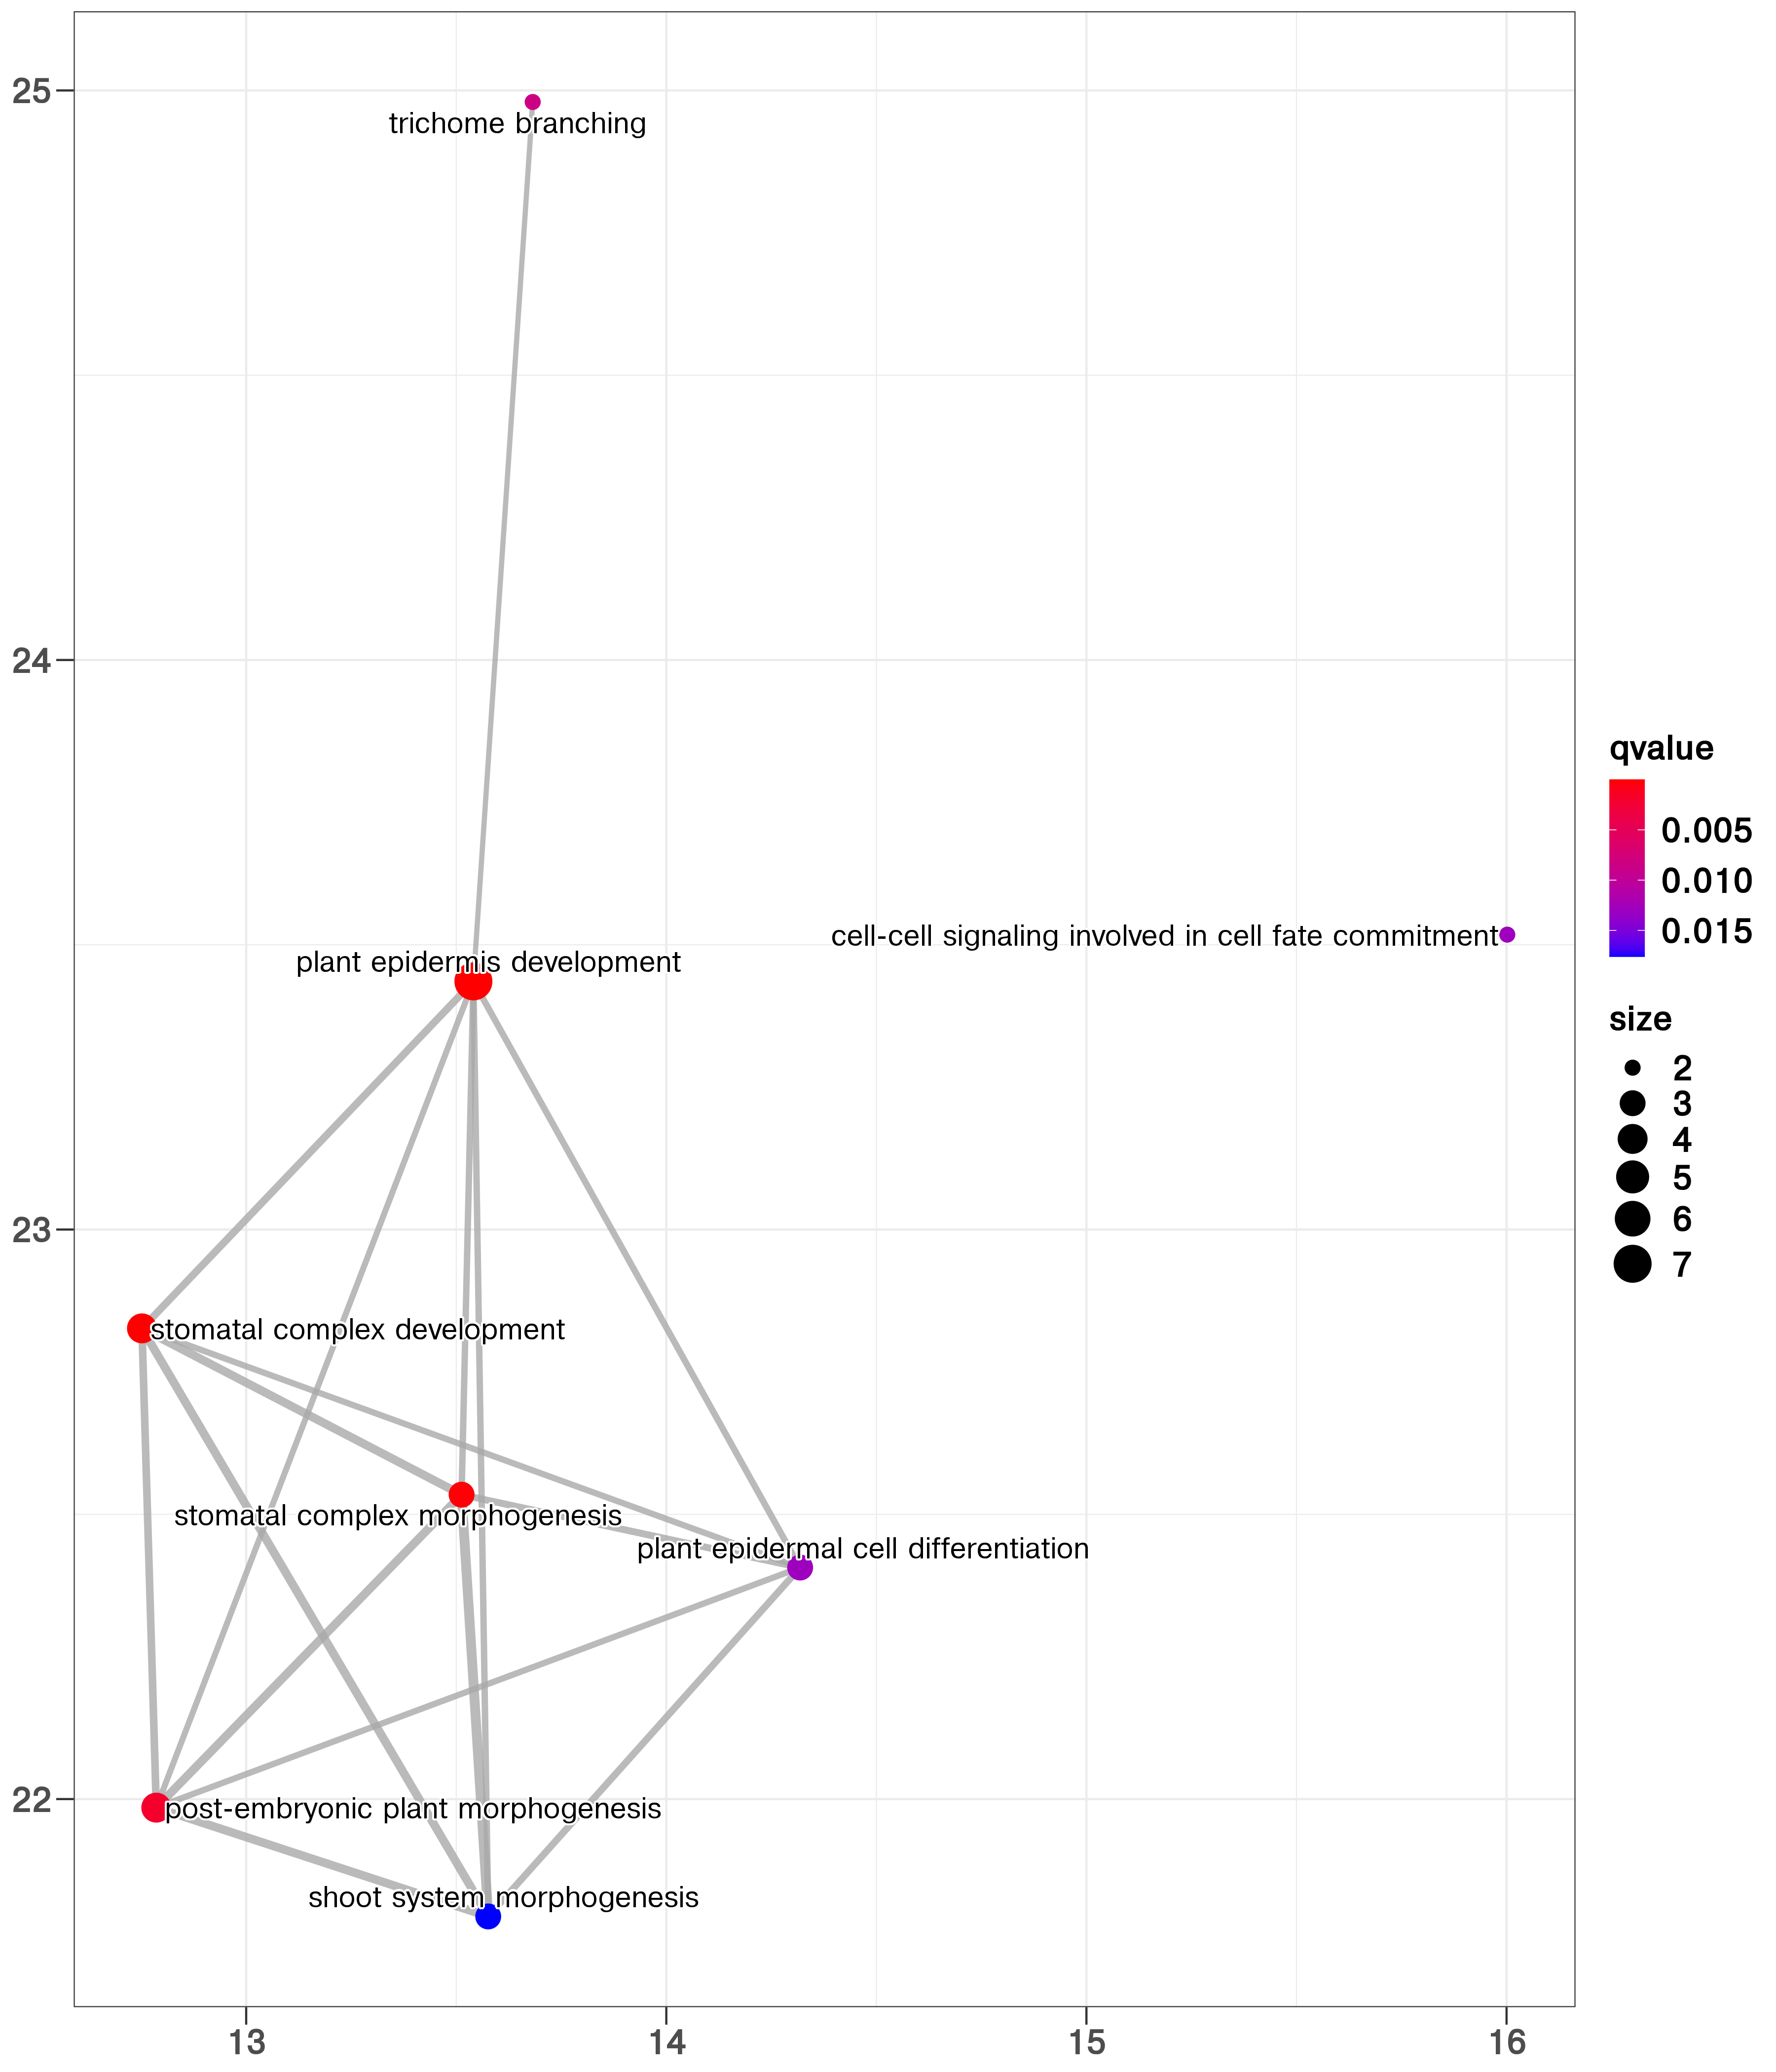 25
trichome branching
24
qvalue
0.005
0.010
0.015
cell-cell signaling involved in cell fate commitment
plant epidermis development
size
2
3
4
5
6
7
23
stomatal complex development
stomatal complex morphogenesis
plant epidermal cell differentiation
22
post-embryonic plant morphogenesis
shoot system morphogenesis
13 14 15 16